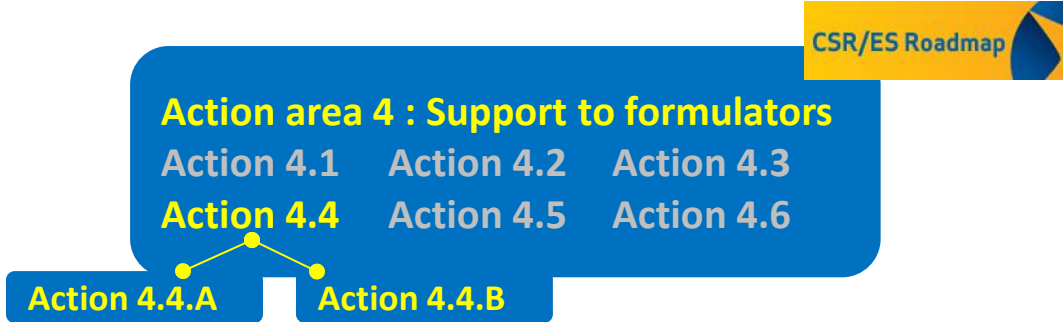 CSR/ES Roadmap
Action area 4 : Support to formulators
Action 4.1 Action 4.2 Action 4.3
Action 4.4 Action 4.5 Action 4.6
Action 4.4.A Action 4.4.B